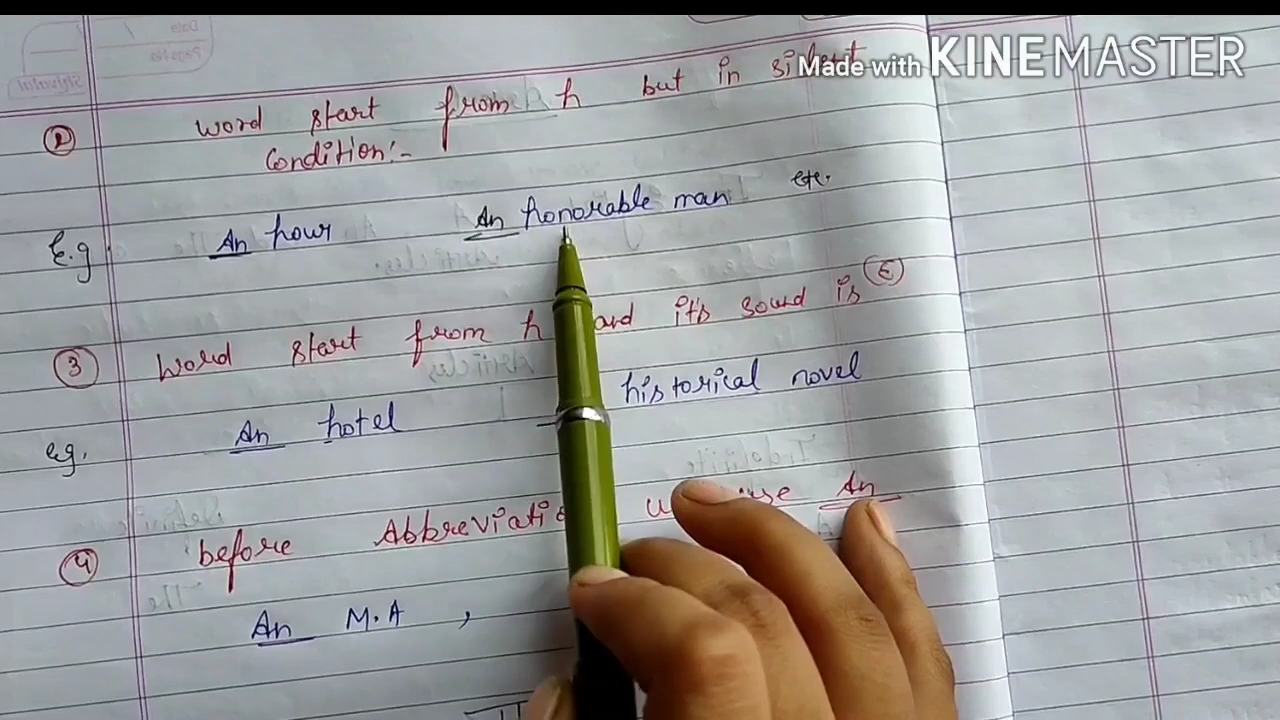 Made with KINEMASTER
② word start from h but in silent
condition:-
E.g. An hour An honorable man etc.
③ Word start from h and it's sound is
eg. An hotel historical novel
④ before Abbreviati use An
An M.A ,